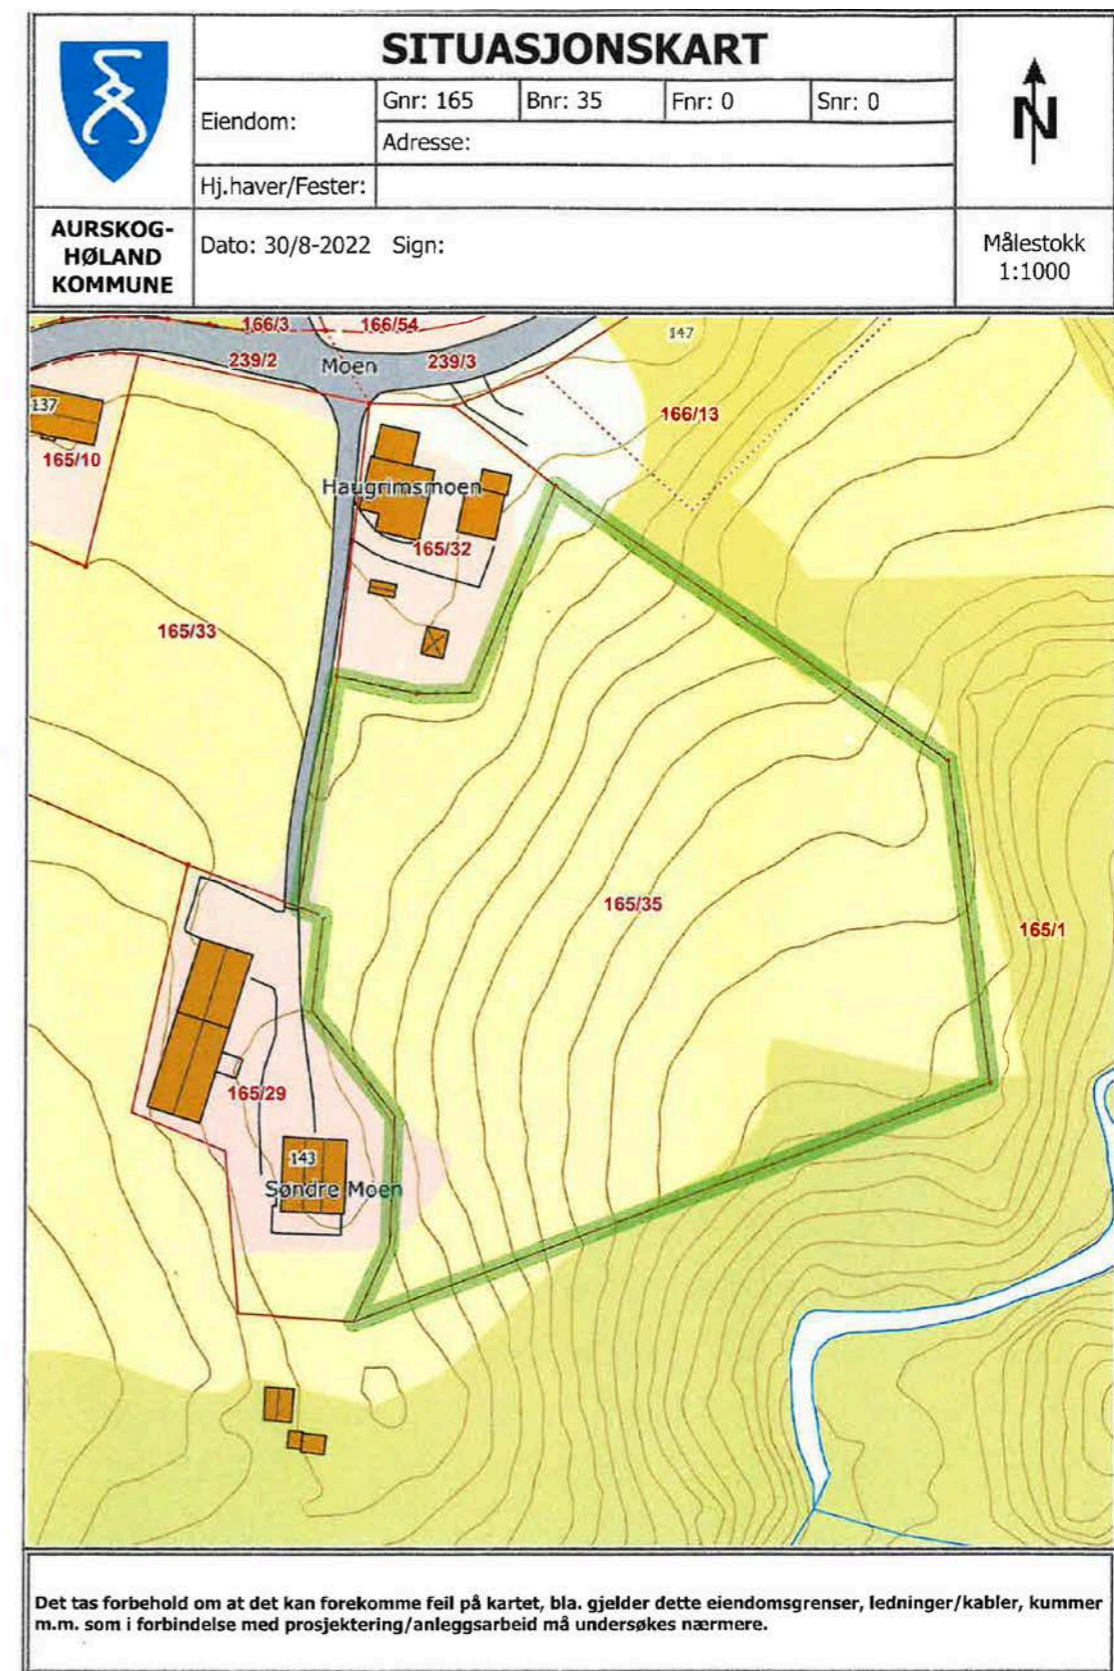 SITUASJONSKART
Eiendom:
Gnr: 165
Bnr: 35
Fnr: 0
Snr: 0
Adresse:
Hj.haver/Fester:
N
AURSKOG-
HØLAND
KOMMUNE
Dato: 30/8-2022 Sign:
Målestokk
1:1000
166/3
166/54
147
239/2
Moen
239/3
137
166/13
165/10
Haugrimsmoen
165/32
165/33
165/35
165/1
165/29
143
Søndre Moen
Det tas forbehold om at det kan forekomme feil på kartet, bla. gjelder dette eiendomsgrenser, ledninger/kabler, kummer
m.m. som i forbindelse med prosjektering/anleggsarbeid må undersøkes nærmere.